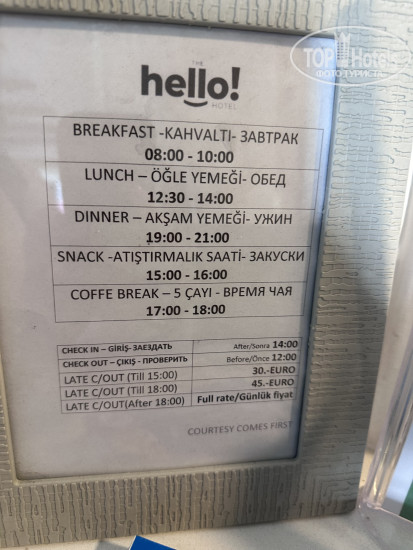 TOP Hotels
ФОТО ТУРИСТА
THE
hello!
HOTEL
BREAKFAST -KAHVALTI- ЗАВТРАК
08:00 - 10:00
LUNCH – ÖĞLE YEMEĞİ- ОБЕД
12:30 - 14:00
DINNER – AKŞAM YEMEĞİ- УЖИН
19:00 - 21:00
SNACK -ATIŞTIRMALIK SAATİ- ЗАКУСКИ
15:00 - 16:00
COFFE BREAK – 5 ÇAYI - ВРЕМЯ ЧАЯ
17:00 - 18:00
CHECK IN – GİRİŞ- ЗАЕЗДАТЬ After/Sonra 14:00
CHECK OUT – ÇIKIŞ - ПРОВЕРИТЬ Before/Önce 12:00
LATE C/OUT (Till 15:00) 30.-EURO
LATE C/OUT (Till 18:00) 45.-EURO
LATE C/OUT(After 18:00) Full rate/Günlük fiyat
COURTESY COMES FIRST